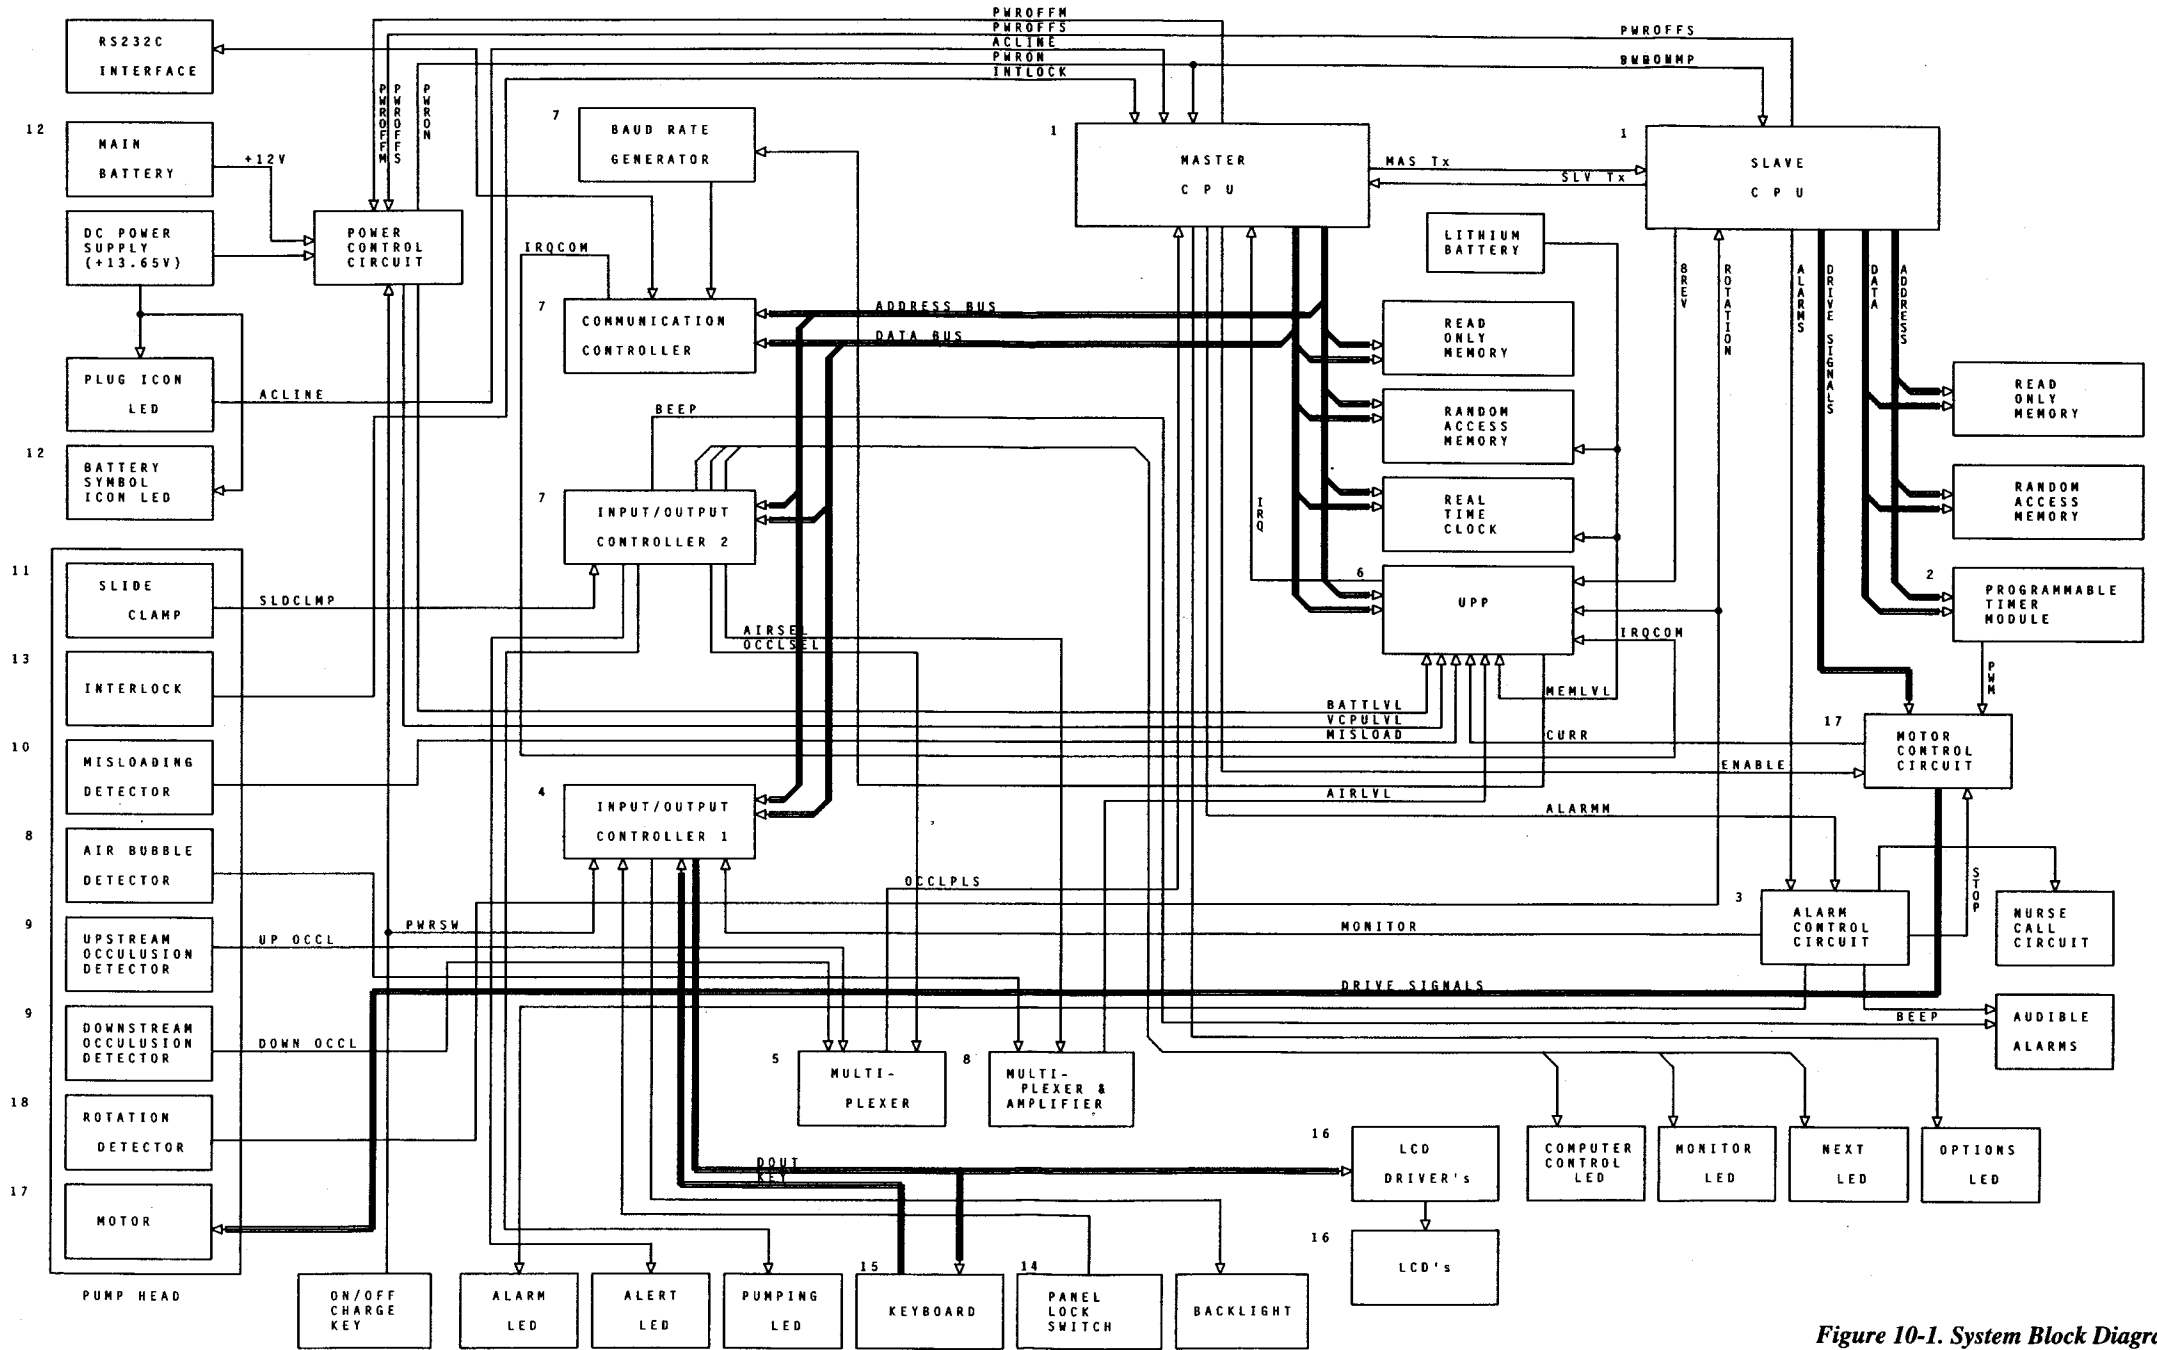 PWROFFM
PWROFFS
ACLINE
PWRON
INTLOCK
PWROFFS
RS232C
INTERFACE
PWROFFM
PWROFFS
PWRON
12
MAIN
BATTERY
+12V
7
BAUD RATE
GENERATOR
1
MASTER
CPU
MAS Tx
SLV Tx
1
SLAVE
CPU
DC POWER
SUPPLY
(+13.65V)
POWER
CONTROL
CIRCUIT
IRQCOM
LITHIUM
BATTERY
8REV
ROTATION
ALARMS
DRIVE SIGNALS
DATA
ADDRESS
7
COMMUNICATION
CONTROLLER
ADDRESS BUS
DATA BUS
READ
ONLY
MEMORY
PLUG ICON
LED
ACLINE
BEEP
RANDOM
ACCESS
MEMORY
READ
ONLY
MEMORY
12
BATTERY
SYMBOL
ICON LED
7
INPUT/OUTPUT
CONTROLLER 2
IRQ
REAL
TIME
CLOCK
RANDOM
ACCESS
MEMORY
11
SLIDE
CLAMP
SLDCLMP
6
UPP
2
PROGRAMMABLE
TIMER
MODULE
AIRSEL
OCCLSEL
IRQCOM
13
INTERLOCK
MEMLVL
PWM
BATTLVL
VCPULVL
MISLOAD
CURR
17
MOTOR
CONTROL
CIRCUIT
10
MISLOADING
DETECTOR
ENABLE
4
INPUT/OUTPUT
CONTROLLER 1
AIRLVL
ALARMM
8
AIR BUBBLE
DETECTOR
OCCLPLS
STOP
9
UPSTREAM
OCCULUSION
DETECTOR
UP OCCL
PWRSW
MONITOR
3
ALARM
CONTROL
CIRCUIT
NURSE
CALL
CIRCUIT
DRIVE SIGNALS
9
DOWNSTREAM
OCCULUSION
DETECTOR
DOWN OCCL
BEEP
AUDIBLE
ALARMS
5
MULTI-
PLEXER
8
MULTI-
PLEXER &
AMPLIFIER
18
ROTATION
DETECTOR
16
LCD
DRIVER's
COMPUTER
CONTROL
LED
MONITOR
LED
NEXT
LED
OPTIONS
LED
DOUT
KEY
17
MOTOR
16
LCD's
PUMP HEAD
ON/OFF
CHARGE
KEY
ALARM
LED
ALERT
LED
PUMPING
LED
15
KEYBOARD
14
PANEL
LOCK
SWITCH
BACKLIGHT
Figure 10-1. System Block Diagra